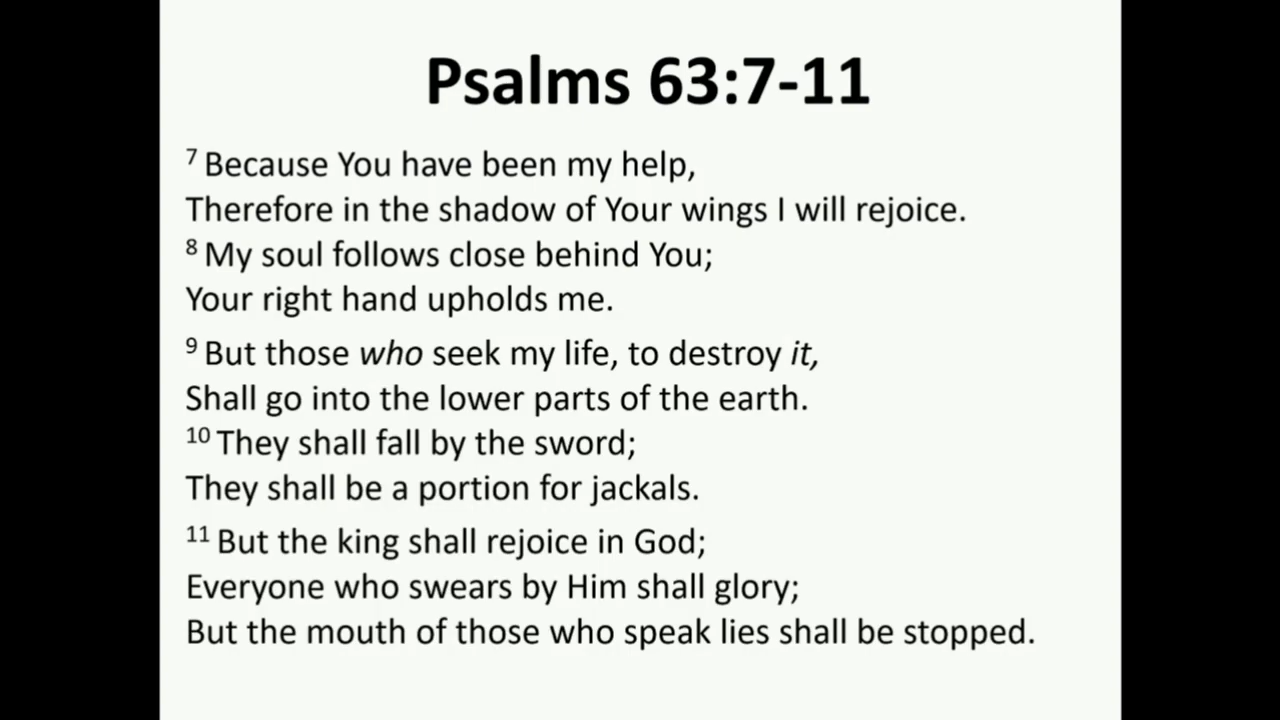 Psalms 63:7-11
7 Because You have been my help,
Therefore in the shadow of Your wings I will rejoice.
8 My soul follows close behind You;
Your right hand upholds me.
9 But those who seek my life, to destroy it,
Shall go into the lower parts of the earth.
10 They shall fall by the sword;
They shall be a portion for jackals.
11 But the king shall rejoice in God;
Everyone who swears by Him shall glory;
But the mouth of those who speak lies shall be stopped.